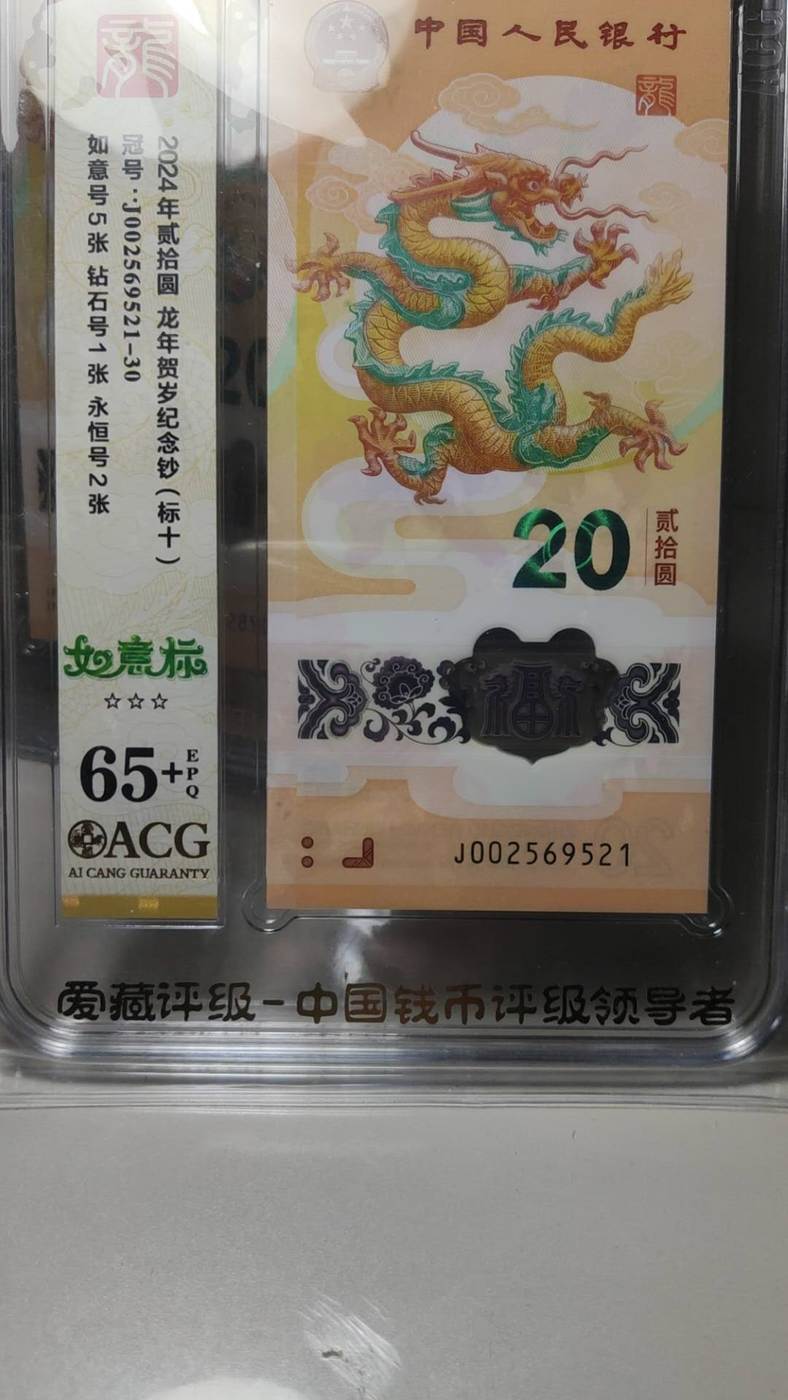 龍
2024年贰拾圆 龙年贺岁纪念钞(标十)
冠号:J002569521-30
如意号5张 钻石号1张 永恒号2张
如意标
☆☆☆
65+EPQ
ACG
AI CANG GUARANTY
中国人民银行
龍
20
贰拾圆
福
J002569521
爱藏评级-中国钱币评级领导者